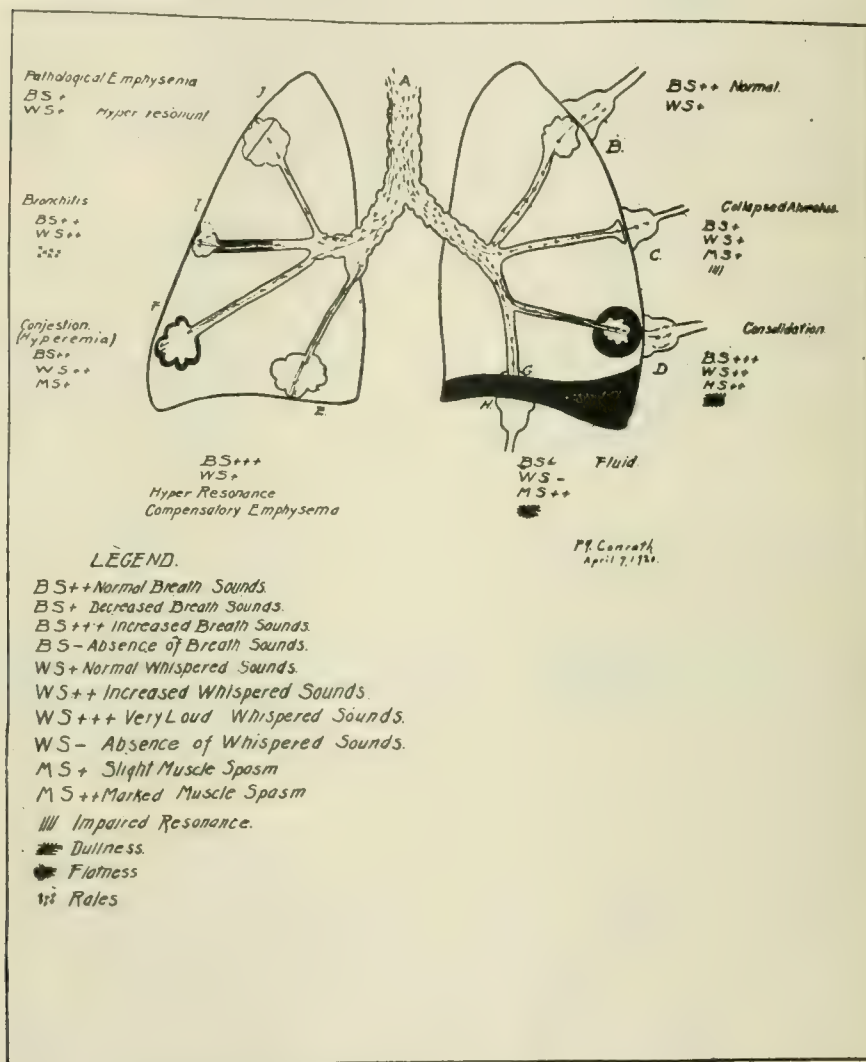 Pathological Emphysema
BS+
WS+ Hyper resonant
J
A
BS++ Normal.
WS+
B.
Bronchitis
BS++
WS++
I
Collapsed Alveolus.
BS+
WS+
MS+
C.
Conjestion.
(Hyperemia)
BS++
WS++
MS+
F
Consolidation
BS+++
WS++
MS++
D
E.
G
H.
BS+++
WS+
Hyper Resonance
Compensatory Emphysema
WS-
MS++
Fluid.
Conrath
April 7, 
LEGEND.
BS++ Normal Breath Sounds.
BS+ Decreased Breath Sounds.
BS+++ Increased Breath Sounds.
BS- Absence of Breath Sounds.
WS+ Normal Whispered Sounds.
WS++ Increased Whispered Sounds.
WS+++ Very Loud Whispered Sounds.
WS- Absence of Whispered Sounds.
MS+ Slight Muscle Spasm
MS++ Marked Muscle Spasm
Impaired Resonance.
Dullness.
Flatness
Rales